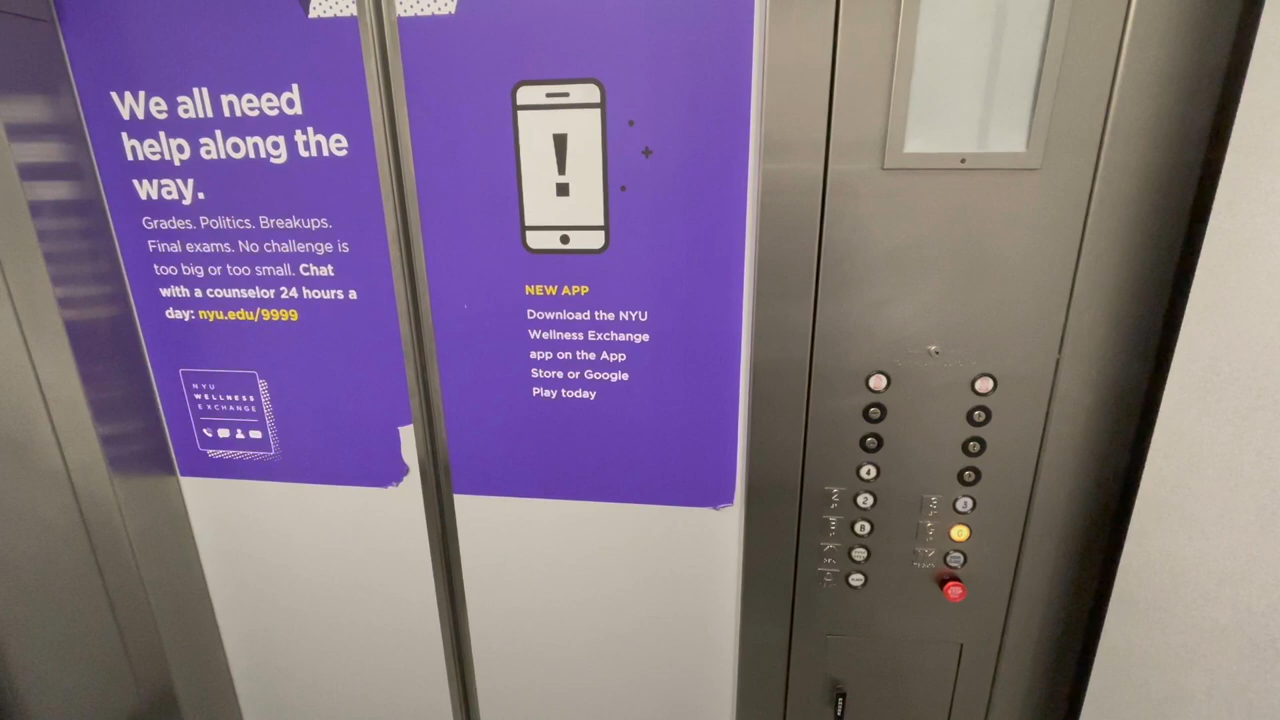 We all need
help along the
way.
Grades. Politics. Breakups.
Final exams. No challenge is
too big or too small. Chat
with a counselor 24 hours a
day: nyu.edu/9999
NYU
WELLNESS
EXCHANGE
!
NEW APP
Download the NYU
Wellness Exchange
app on the App
Store or Google
Play today
4
2
3
B
G